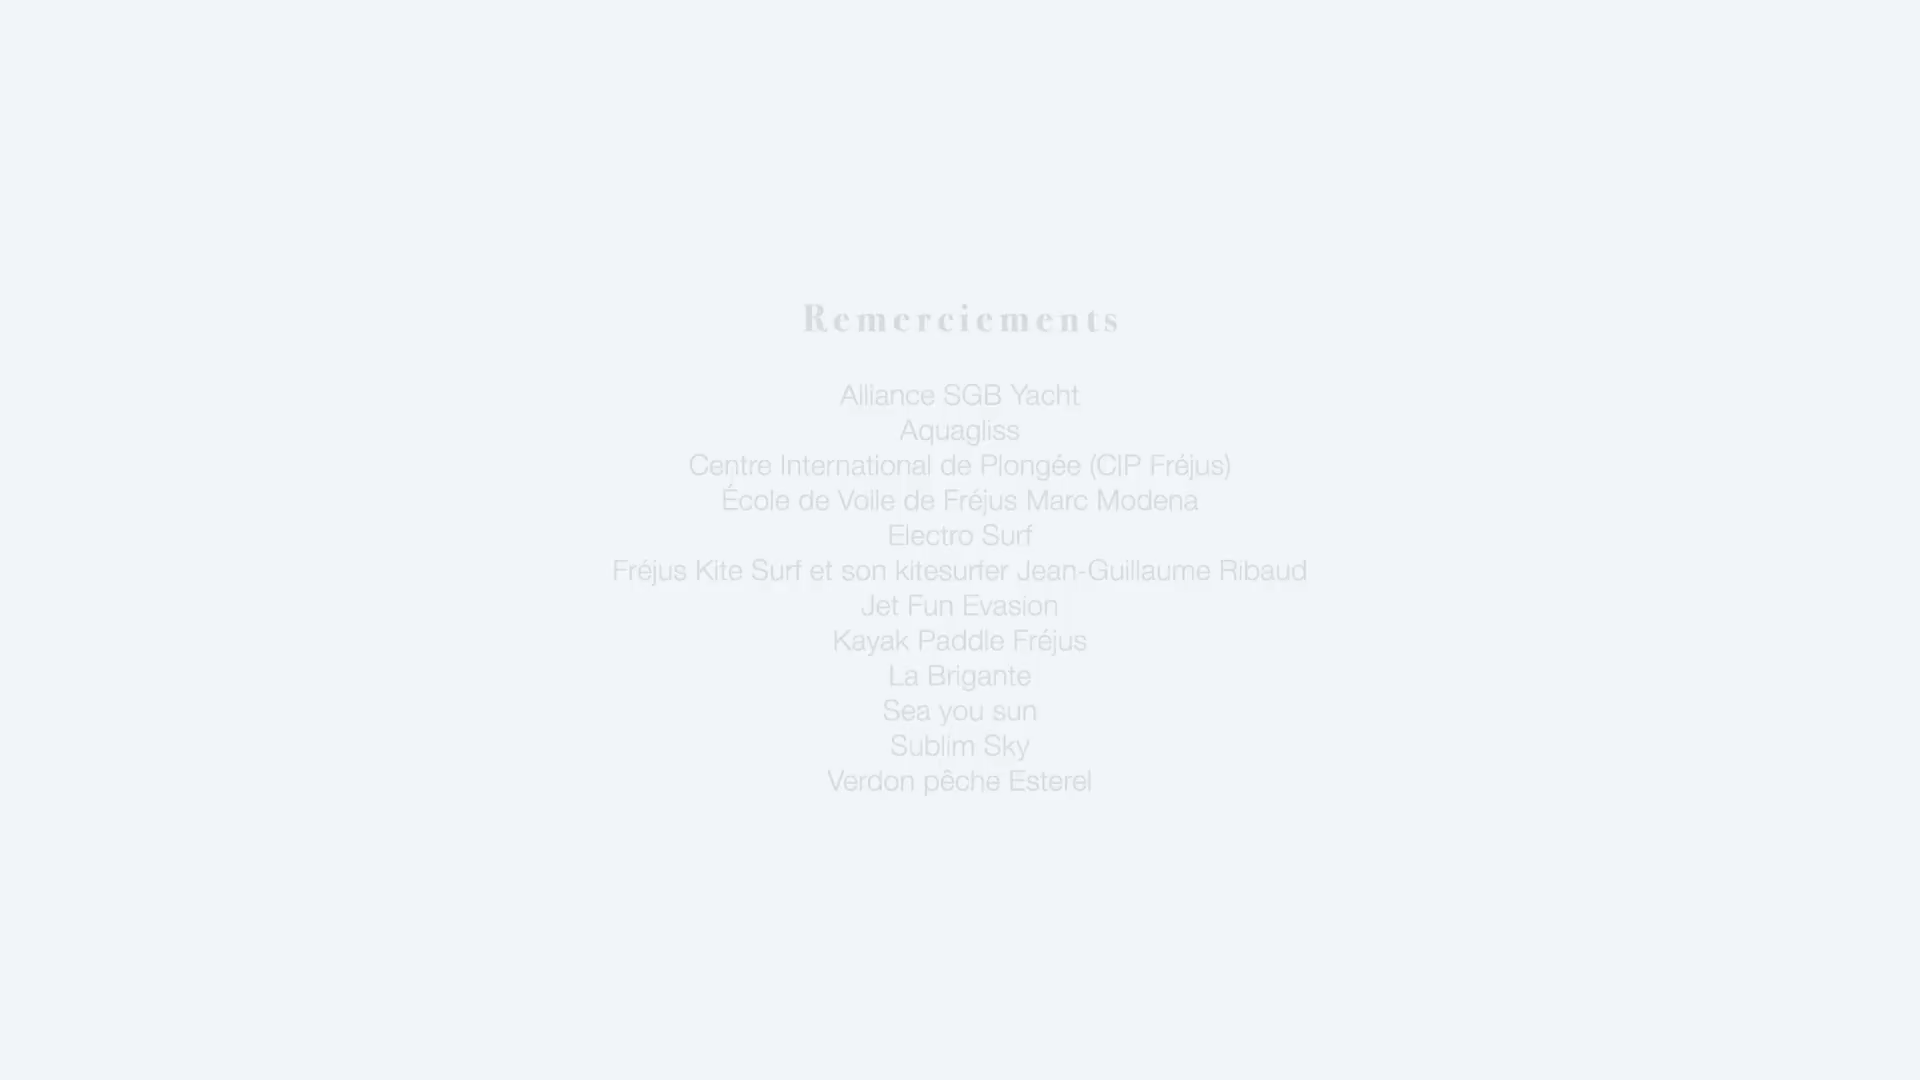 Remerciements
Alliance SGB Yacht
Aquagliss
Centre International de Plongée (CIP Fréjus)
École de Voile de Fréjus Marc Modena
Electro Surf
Fréjus Kite Surf et son kitesurfer Jean-Guillaume Ribaud
Jet Fun Evasion
Kayak Paddle Fréjus
La Brigante
Sea you sun
Sublim Sky
Verdon pêche Esterel